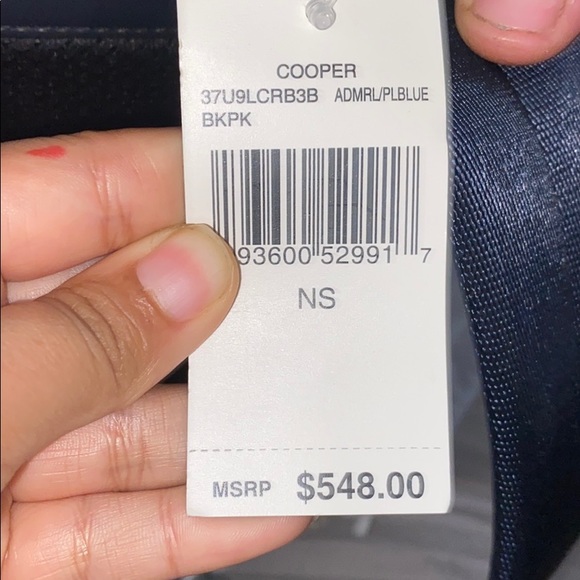 COOPER
37U9LCRB3B ADMRL/PLBLUE
BKPK
93600 52991 7
NS
MSRP $548.00